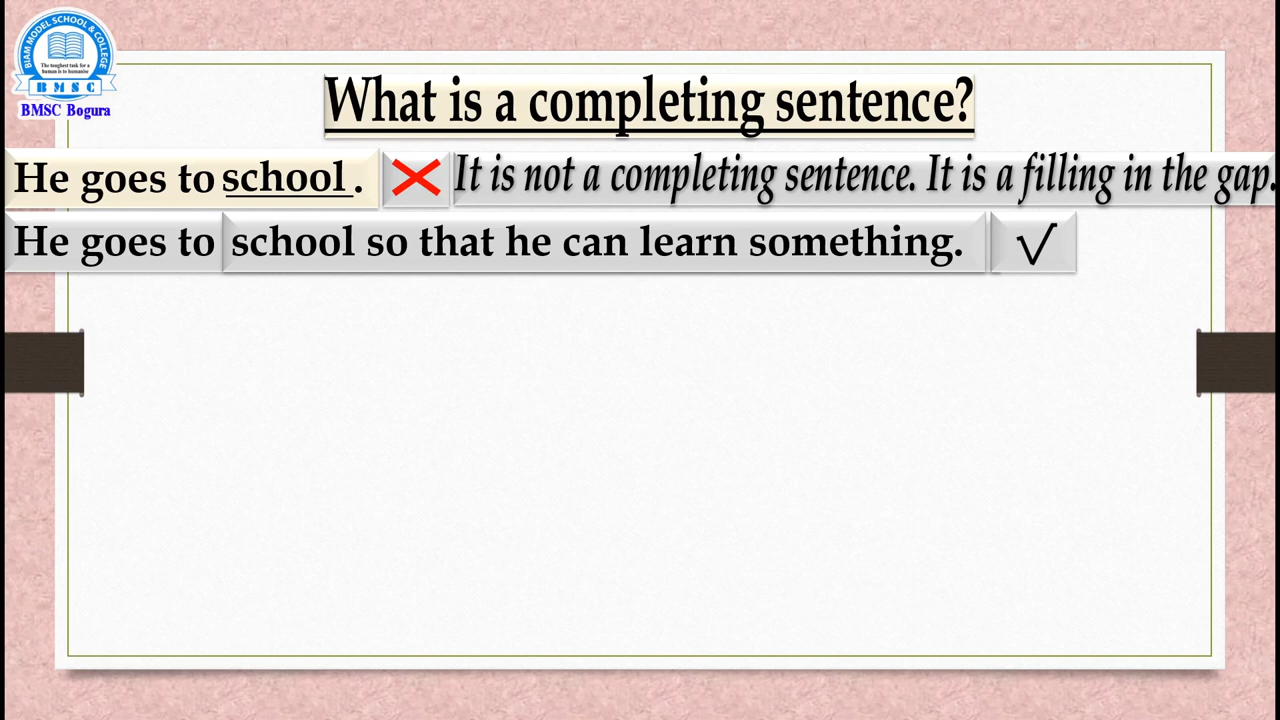 BIAM MODEL SCHOOL & COLLEGE
The toughest task for a
human is to humanise
B M S C
BMSC Bogura
What is a completing sentence?
He goes to school. It is not a completing sentence. It is a filling in the gap.
He goes to school so that he can learn something.